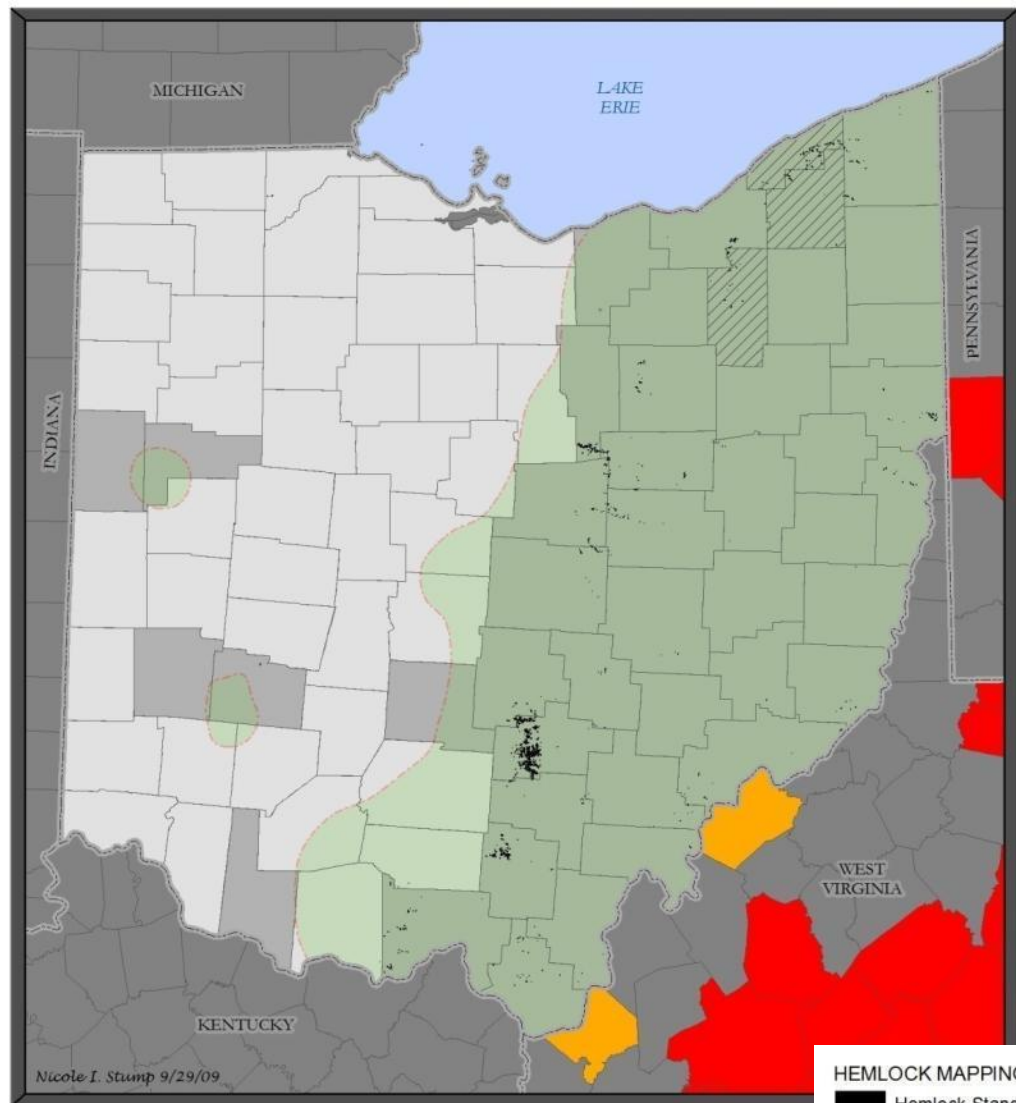 MICHIGAN
LAKE
ERIE
PENNSYLVANIA
INDIANA
WEST
VIRGINIA
KENTUCKY
Nicole I. Stump 9/29/09
HEMLOCK MAPPING
Hemlock Stand